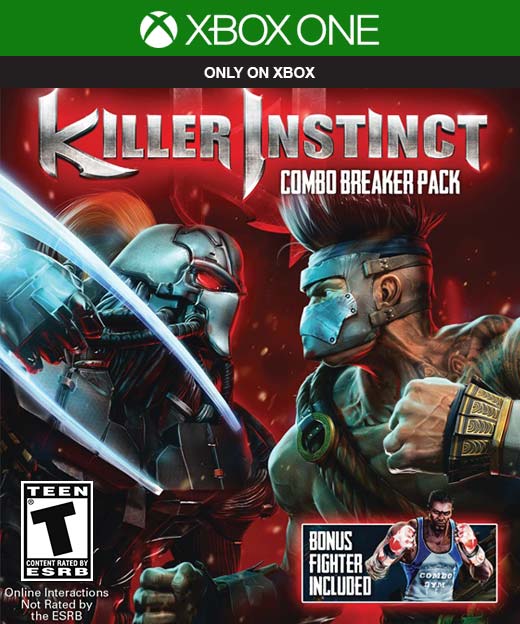 XBOX ONE
ONLY ON XBOX
KILLER INSTINCT
COMBO BREAKER PACK
TEEN
T
CONTENT RATED BY
ESRB
Online Interactions
Not Rated by
the ESRB
BONUS
FIGHTER
INCLUDED
COMBO
GYM